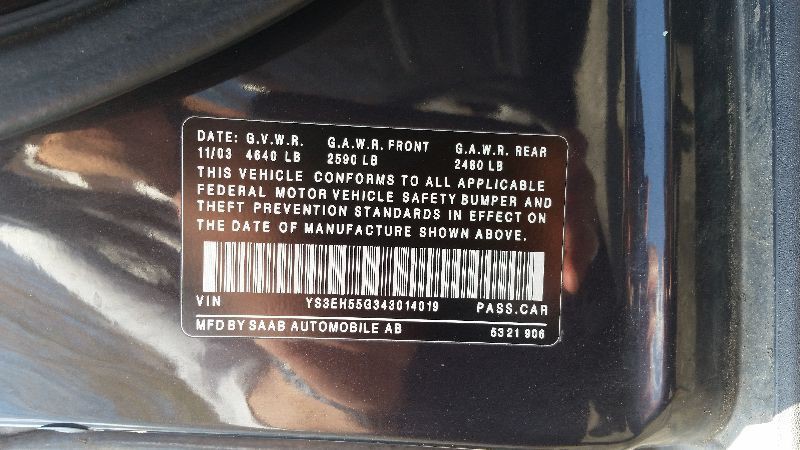 DATE: G.V.W.R. G.A.W.R. FRONT G.A.W.R. REAR
11/03 4640 LB 2590 LB 2480 LB
THIS VEHICLE CONFORMS TO ALL APPLICABLE
FEDERAL MOTOR VEHICLE SAFETY BUMPER AND
THEFT PREVENTION STANDARDS IN EFFECT ON
THE DATE OF MANUFACTURE SHOWN ABOVE.
VIN YS3EH55G343014019 PASS.CAR
MFD BY SAAB AUTOMOBILE AB 5321 906